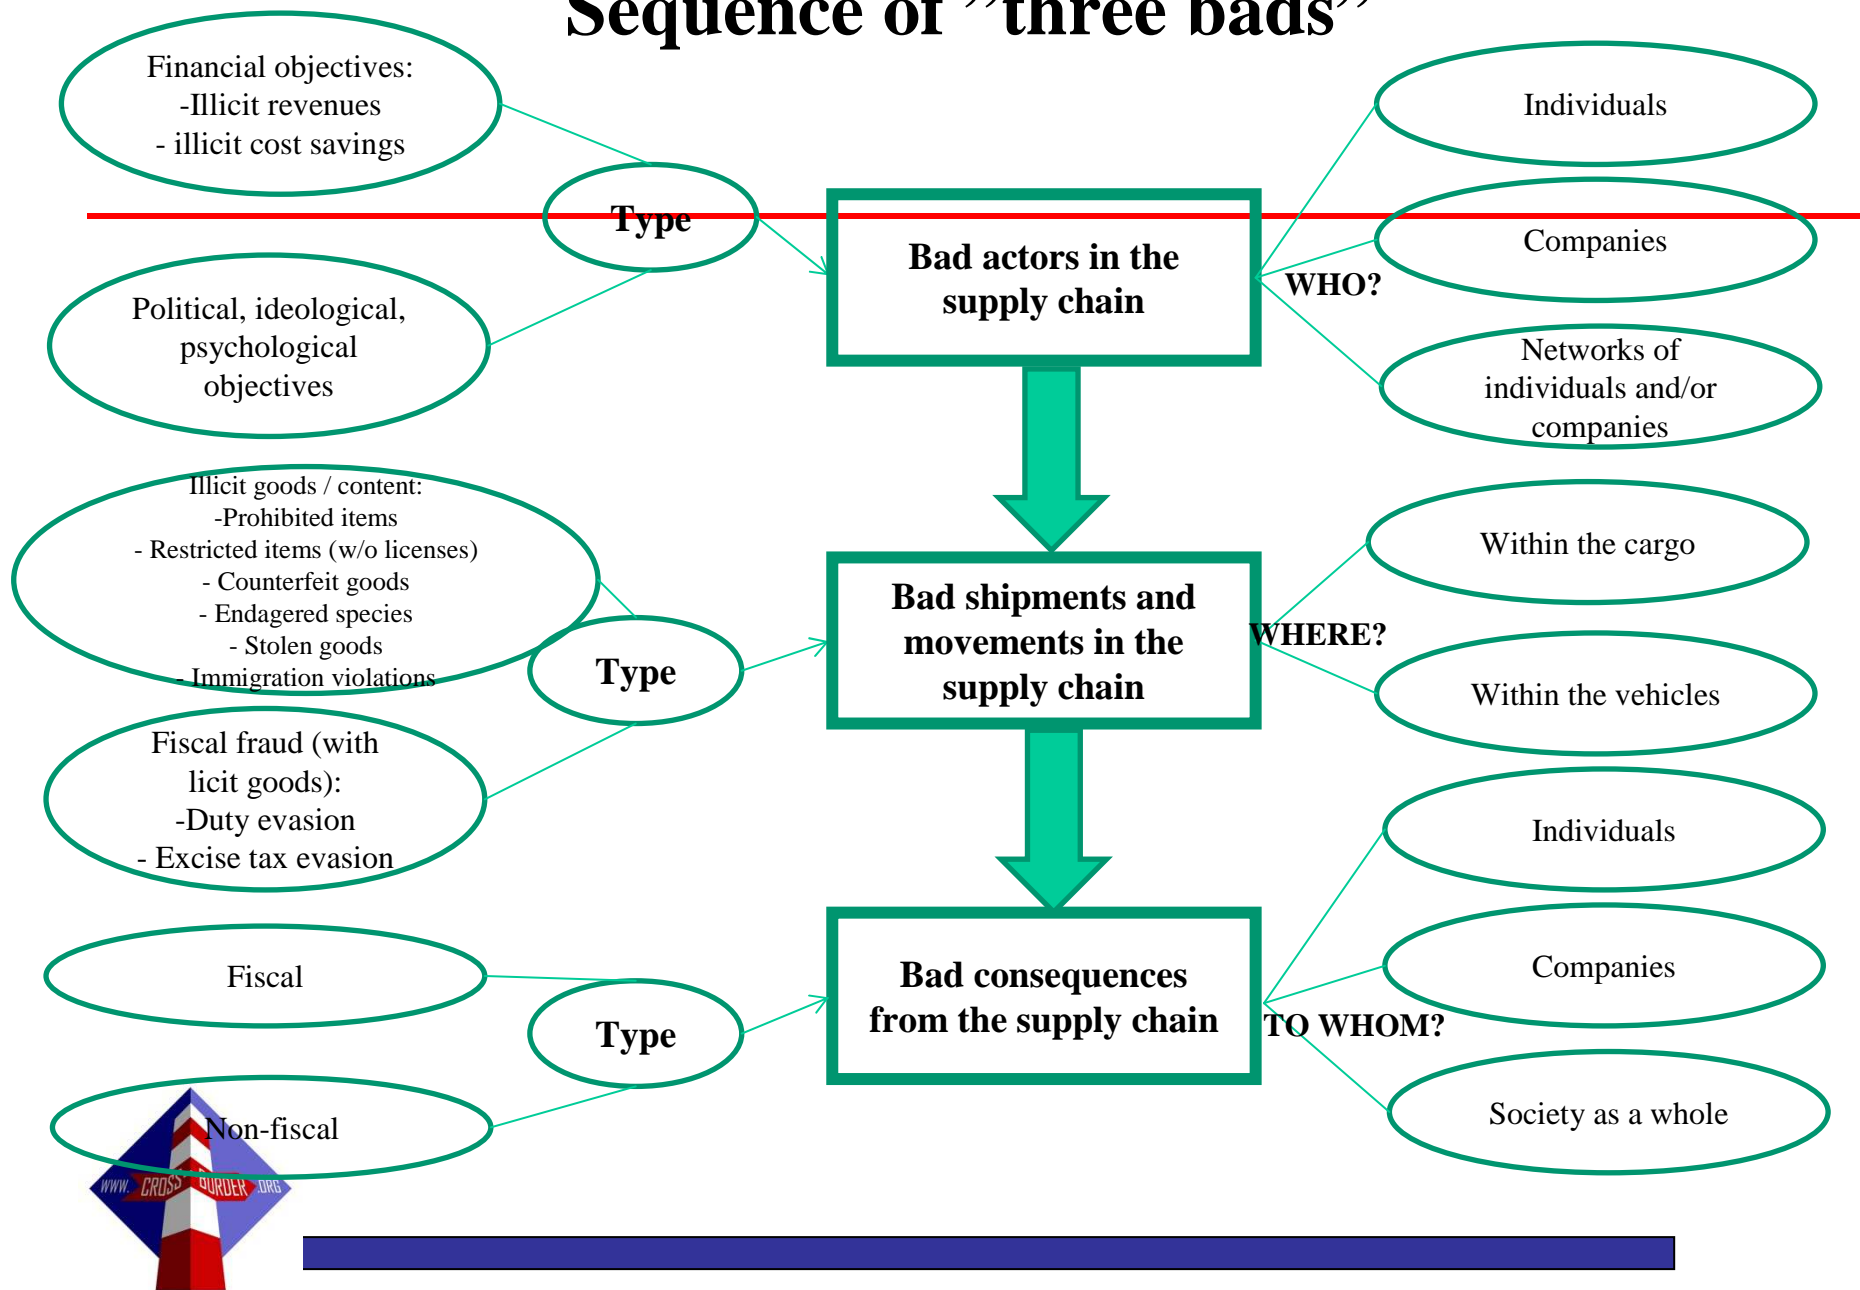 Sequence of ”three bads”
Financial objectives:
-Illicit revenues
- illicit cost savings
Type
Political, ideological,
psychological
objectives
Bad actors in the
supply chain
WHO?
Individuals
Companies
Networks of
individuals and/or
companies
Illicit goods / content:
-Prohibited items
- Restricted items (w/o licenses)
- Counterfeit goods
- Endagered species
- Stolen goods
- Immigration violations
Type
Fiscal fraud (with
licit goods):
-Duty evasion
- Excise tax evasion
Bad shipments and
movements in the
supply chain
WHERE?
Within the cargo
Within the vehicles
Fiscal
Type
Non-fiscal
Bad consequences
from the supply chain
TO WHOM?
Individuals
Companies
Society as a whole
WWW. CROSS BORDER .ORG